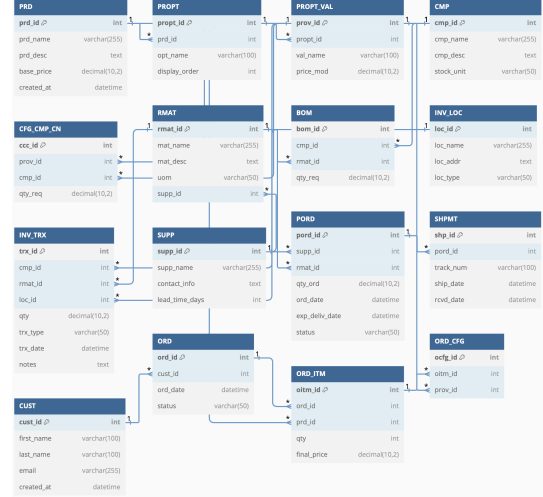 PRD
prd_id int
prd_name varchar(255)
prd_desc text
base_price decimal(10,2)
created_at datetime
PROPT
propt_id int
prd_id int
opt_name varchar(100)
display_order int
PROPT_VAL
prov_id int
propt_id int
val_name varchar(100)
price_mod decimal(10,2)
CMP
cmp_id int
cmp_name varchar(255)
cmp_desc text
stock_unit varchar(50)
CFG_CMP_CN
ccc_id int
prov_id int
cmp_id int
qty_req decimal(10,2)
RMAT
rmat_id int
mat_name varchar(255)
mat_desc text
uom varchar(50)
supp_id int
BOM
bom_id int
cmp_id int
rmat_id int
qty_req decimal(10,2)
INV_LOC
loc_id int
loc_name varchar(255)
loc_addr text
loc_type varchar(50)
INV_TRX
trx_id int
cmp_id int
rmat_id int
loc_id int
qty decimal(10,2)
trx_type varchar(50)
trx_date datetime
notes text
SUPP
supp_id int
supp_name varchar(255)
contact_info text
lead_time_days int
PORD
pord_id int
supp_id int
rmat_id int
qty_ord decimal(10,2)
ord_date datetime
exp_deliv_date datetime
status varchar(50)
SHPMT
shp_id int
pord_id int
track_num varchar(100)
ship_date datetime
rcvd_date datetime
ORD
ord_id int
cust_id int
ord_date datetime
status varchar(50)
ORD_ITM
oitm_id int
ord_id int
prd_id int
qty int
final_price decimal(10,2)
ORD_CFG
ocfg_id int
oitm_id int
prov_id int
CUST
cust_id int
first_name varchar(100)
last_name varchar(100)
email varchar(255)
created_at datetime